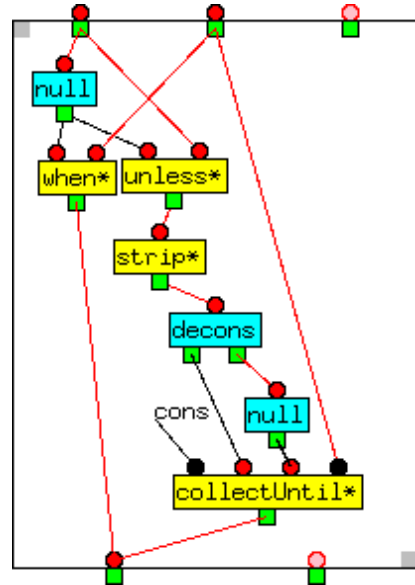 null
when*
unless*
strip*
decons
cons
null
collectUntil*